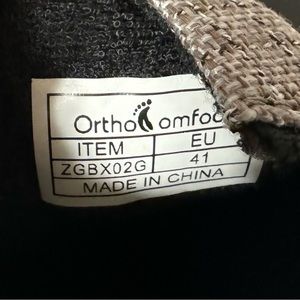 Ortho omfoo
ITEM EU
ZGBX02G 41
MADE IN CHINA